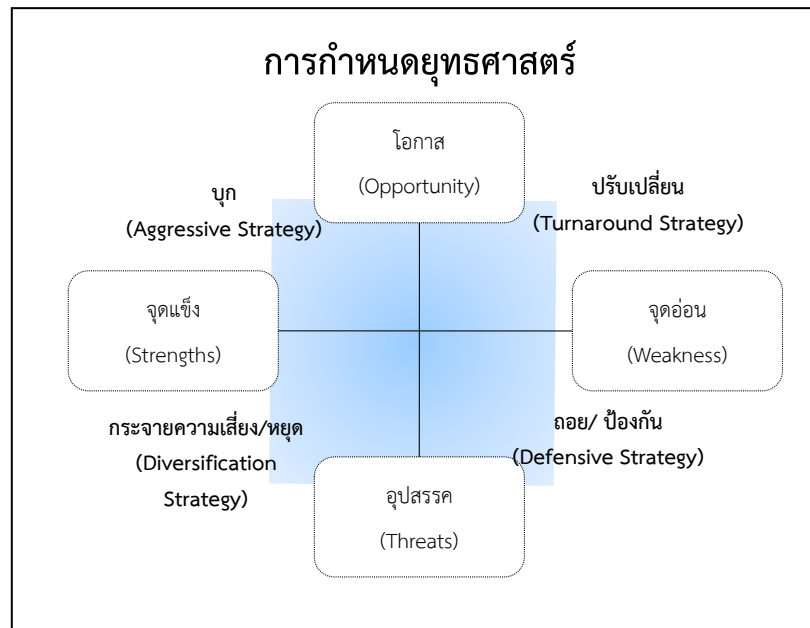 การกำหนดยุทธศาสตร์
โอกาส
(Opportunity)
บุก
(Aggressive Strategy)
ปรับเปลี่ยน
(Turnaround Strategy)
จุดแข็ง
(Strengths)
จุดอ่อน
(Weakness)
กระจายความเสี่ยง/หยุด
(Diversification
Strategy)
ถอย/ ป้องกัน
(Defensive Strategy)
อุปสรรค
(Threats)